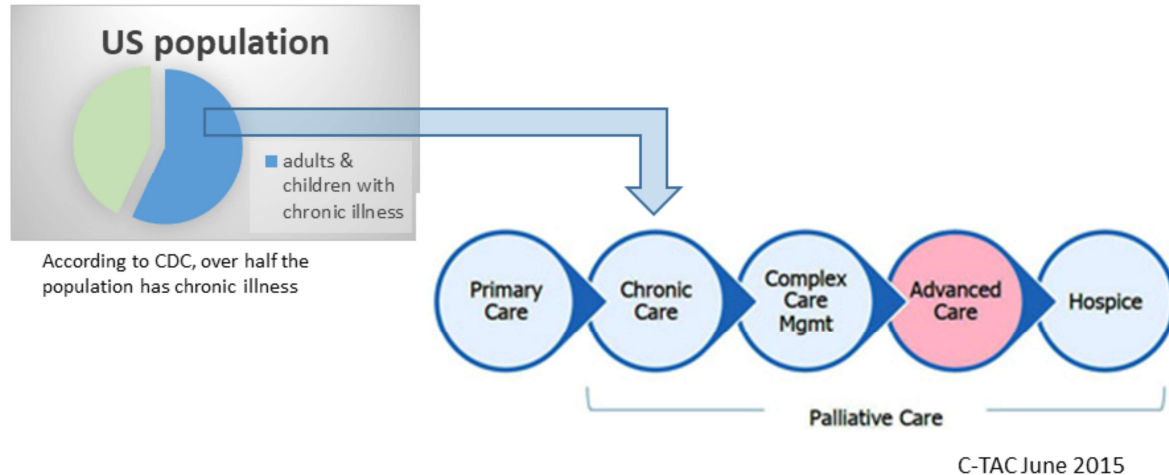 US population
adults &
children with
chronic illness
According to CDC, over half the
population has chronic illness
Primary
Care
Chronic
Care
Complex
Care
Mgmt
Advanced
Care
Hospice
Palliative Care
C-TAC June 2015